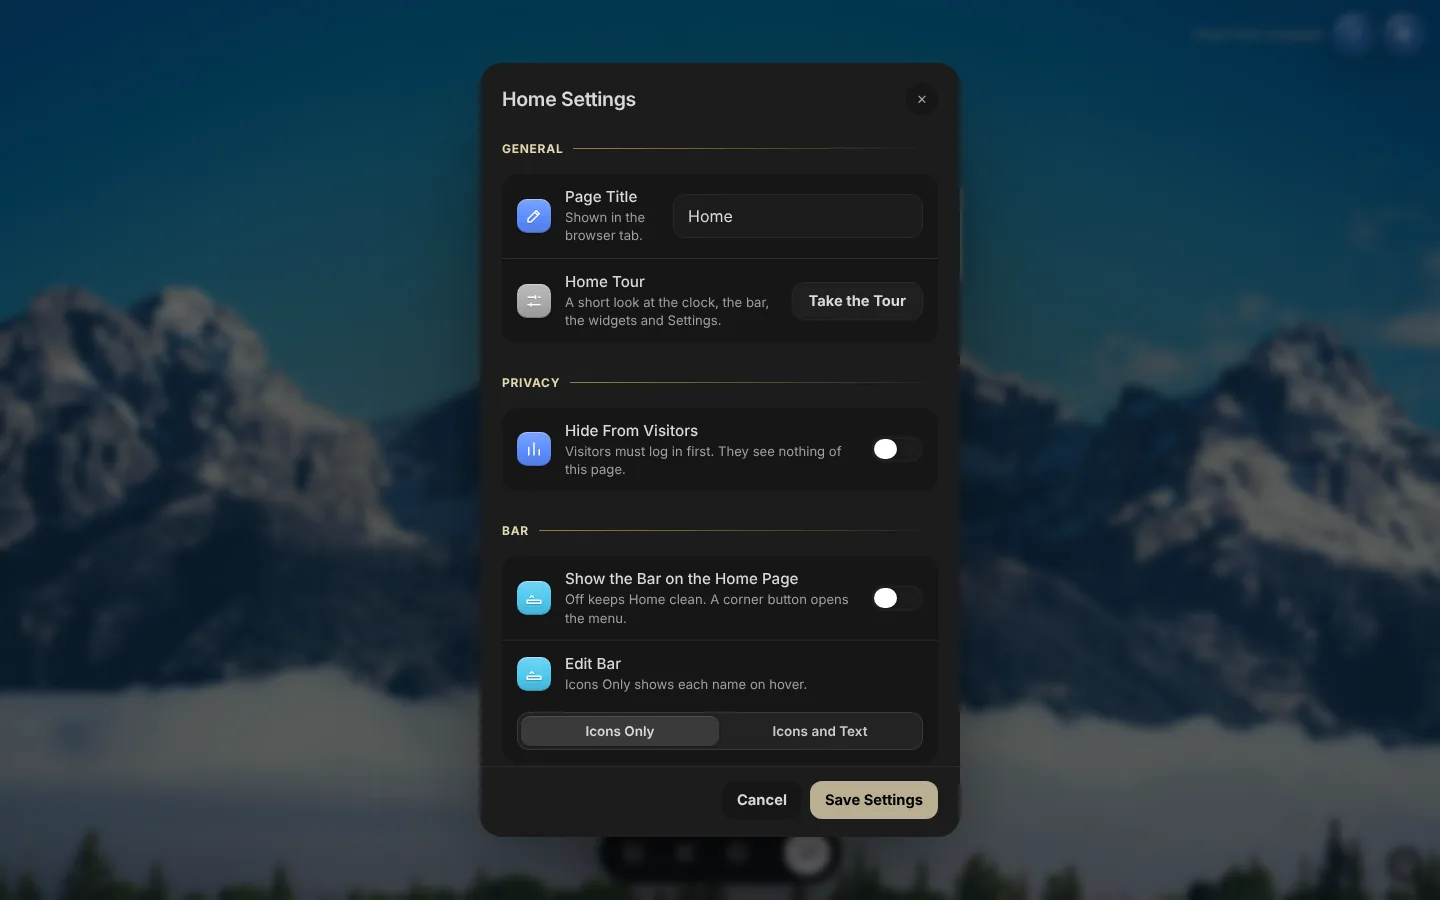 Home Settings
GENERAL
Page Title
Shown in the
browser tab.
Home
Home Tour
A short look at the clock, the bar,
the widgets and Settings.
Take the Tour
PRIVACY
Hide From Visitors
Visitors must log in first. They see nothing of
this page.
BAR
Show the Bar on the Home Page
Off keeps Home clean. A corner button opens
the menu.
Edit Bar
Icons Only shows each name on hover.
Icons Only
Icons and Text
Cancel
Save Settings